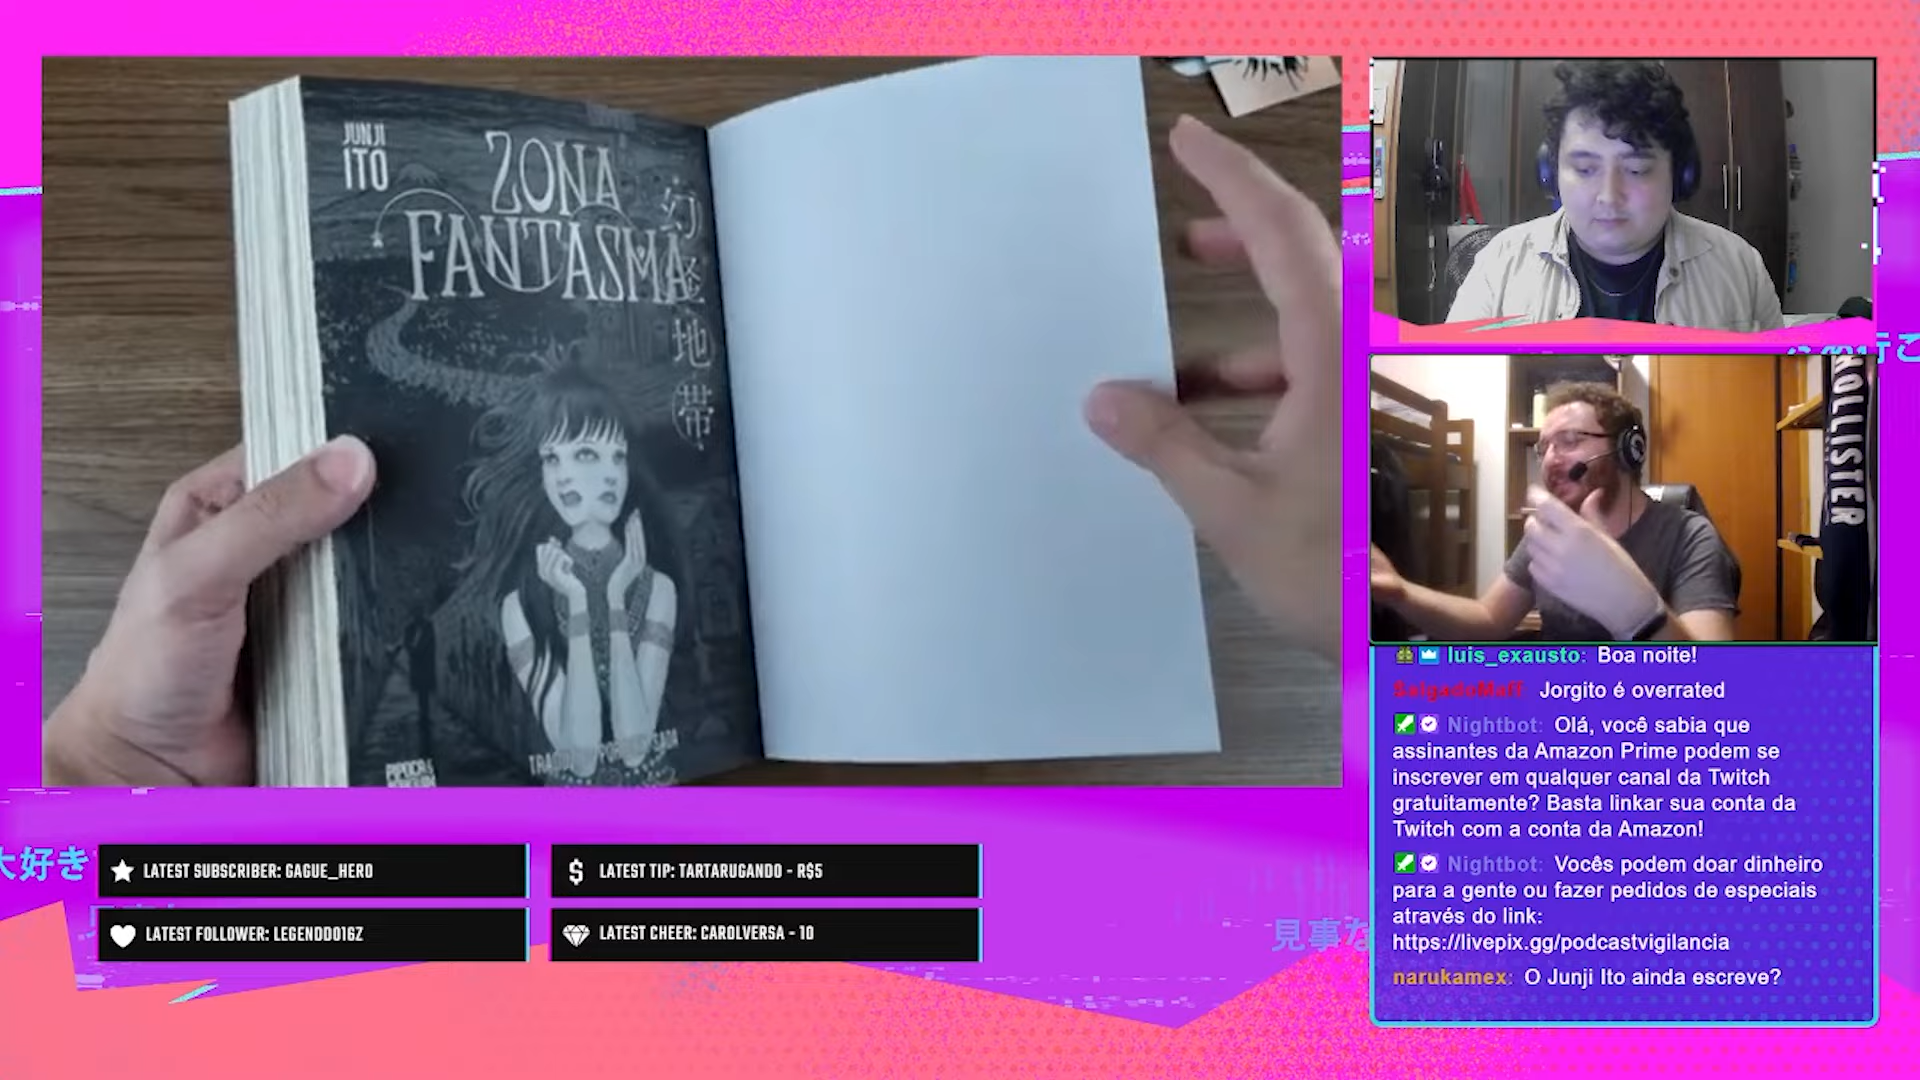 JUNJI
ITO
ZONA
FANTASMA
幻
怪
地
帯
PIPOCA &
HOLLISTER
luis_exausto: Boa noite!
SalgadoMaff Jorgito é overrated
Nightbot: Olá, você sabia que
assinantes da Amazon Prime podem se
inscrever em qualquer canal da Twitch
gratuitamente? Basta linkar sua conta da
Twitch com a conta da Amazon!
Nightbot: Vocês podem doar dinheiro
para a gente ou fazer pedidos de especiais
através do link:
https://livepix.gg/podcastvigilancia
narukamex: O Junji Ito ainda escreve?
LATEST SUBSCRIBER: GAGUE_HERO
LATEST TIP: TARTARUGANDO - R$5
LATEST FOLLOWER: LEGENDD016Z
LATEST CHEER: CAROLVERSA - 10
大好き
見事な